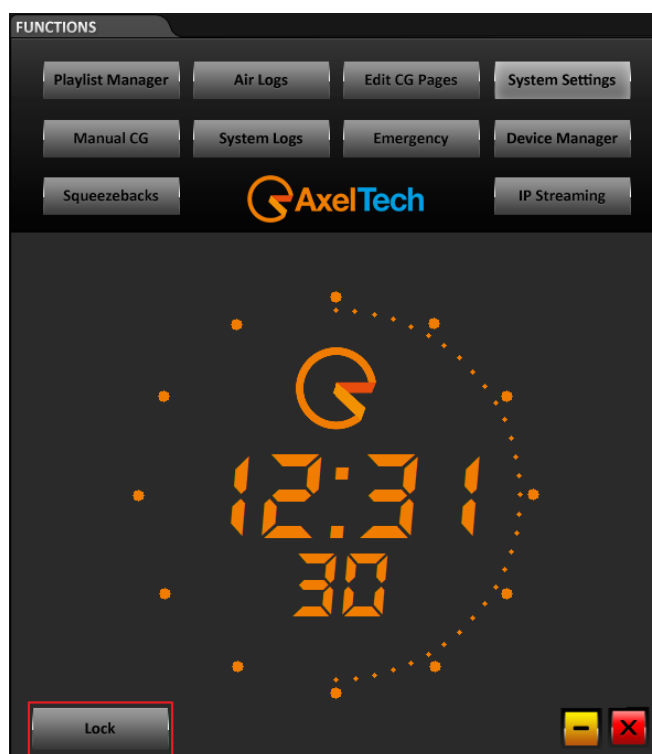 FUNCTIONS
Playlist Manager Air Logs Edit CG Pages System Settings
Manual CG System Logs Emergency Device Manager
Squeezebacks AxelTech IP Streaming
12:31
30
Lock